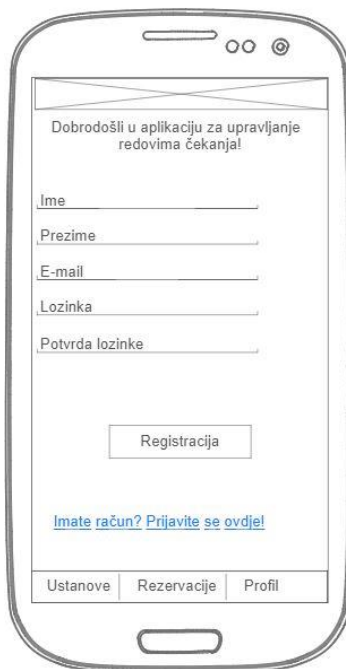 Dobrodošli u aplikaciju za upravljanje
redovima čekanja!
Ime
Prezime
E-mail
Lozinka
Potvrda lozinke
Registracija
Imate račun? Prijavite se ovdje!
Ustanove Rezervacije Profil